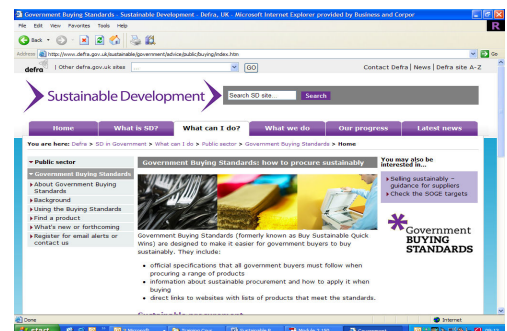 Government Buying Standards - Sustainable Development - Defra, UK - Microsoft Internet Explorer provided by Business and Corpor
File Edit View Favorites Tools Help
Back
Address http://www.defra.gov.uk/sustainable/government/advice/public/buying/index.htm Go
defra Other defra.gov.uk sites ... GO Contact Defra | News | Defra site A-Z
Sustainable Development Search SD site... Search
Home What is SD? What can I do? What we do Our progress Latest news
You are here: Defra > SD in Government > What can I do > Public sector > Government Buying Standards > Home
Public sector
Government Buying Standards
About Government Buying
Standards
Background
Using the Buying Standards
Find a product
What's new or forthcoming
Register for email alerts or
contact us
Government Buying Standards: how to procure sustainably
Government Buying Standards (formerly known as Buy Sustainable Quick
Wins) are designed to make it easier for government buyers to buy
sustainably. They include:
official specifications that all government buyers must follow when
procuring a range of products
information about sustainable procurement and how to apply it when
buying
direct links to websites with lists of products that meet the standards.
You may also be
interested in...
Selling sustainably -
guidance for suppliers
Check the SOGE targets
Government
BUYING
STANDARDS
Done Internet
start